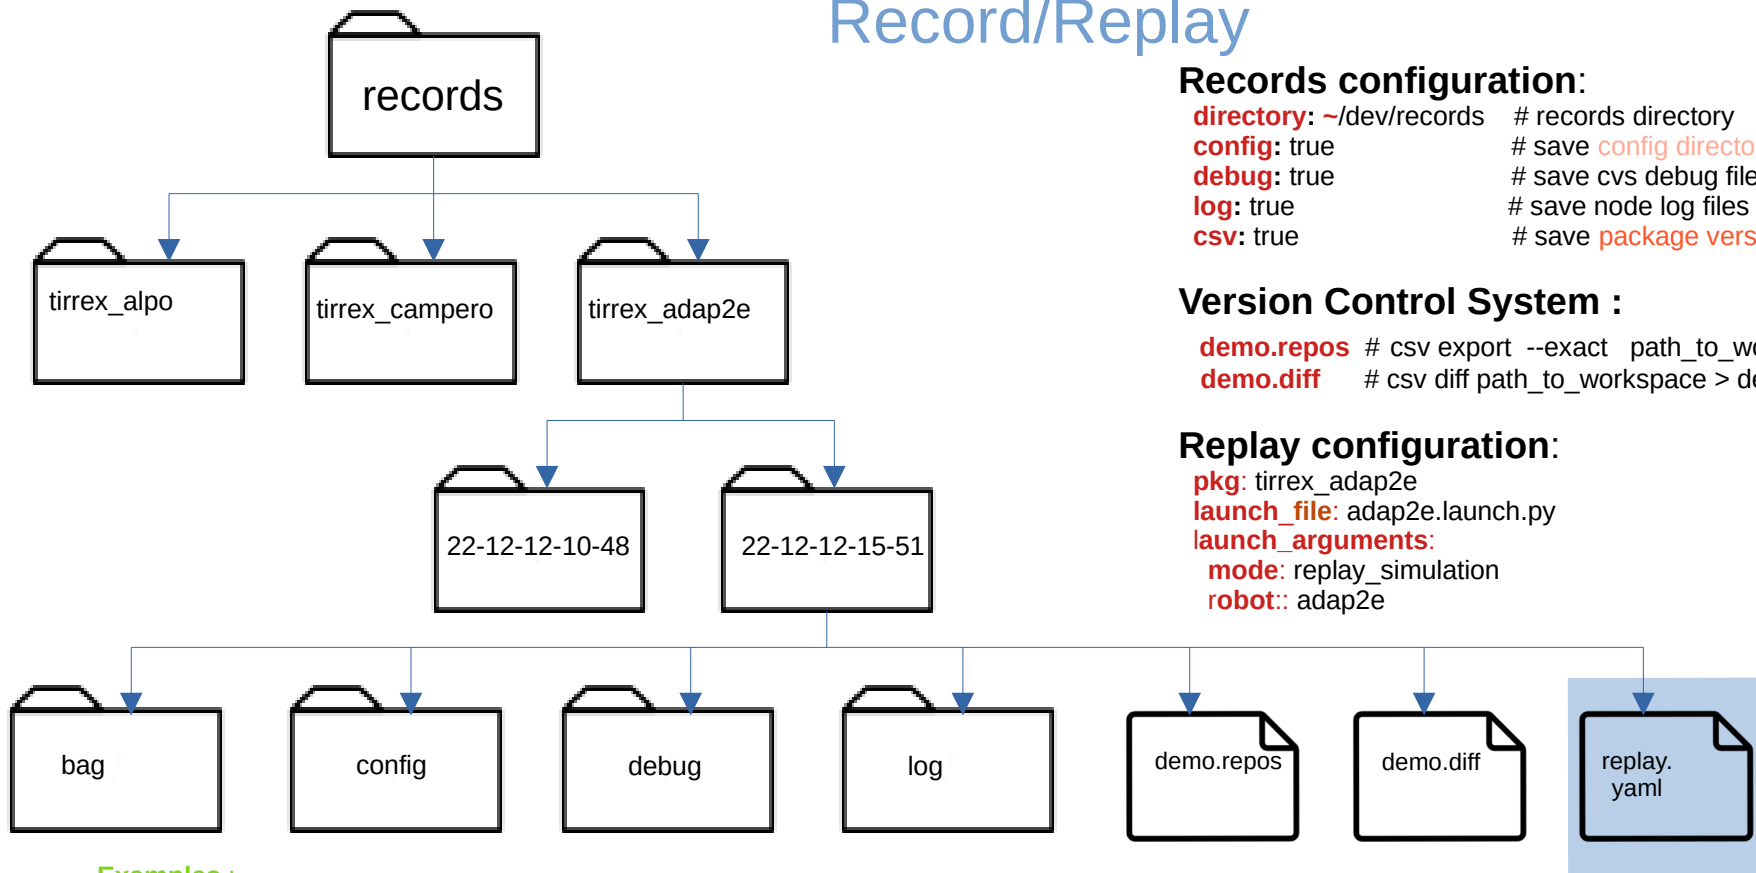 Record/Replay
records
tirrex_alpo
tirrex_campero
tirrex_adap2e
22-12-12-10-48
22-12-12-15-51
bag
config
debug
log
demo.repos
demo.diff
replay.
yaml
Records configuration:
directory: ~/dev/records # records directory
config: true # save config
debug: true # save cvs debug file
log: true # save node log files
csv: true # save package
Version Control System :
demo.repos # csv export --exact
demo.diff # csv diff path_to_workspace >
Replay configuration:
pkg: tirrex_adap2e
launch_file: adap2e.launch.py
launch_arguments:
mode: replay_simulation
robot:: adap2e
Examples :